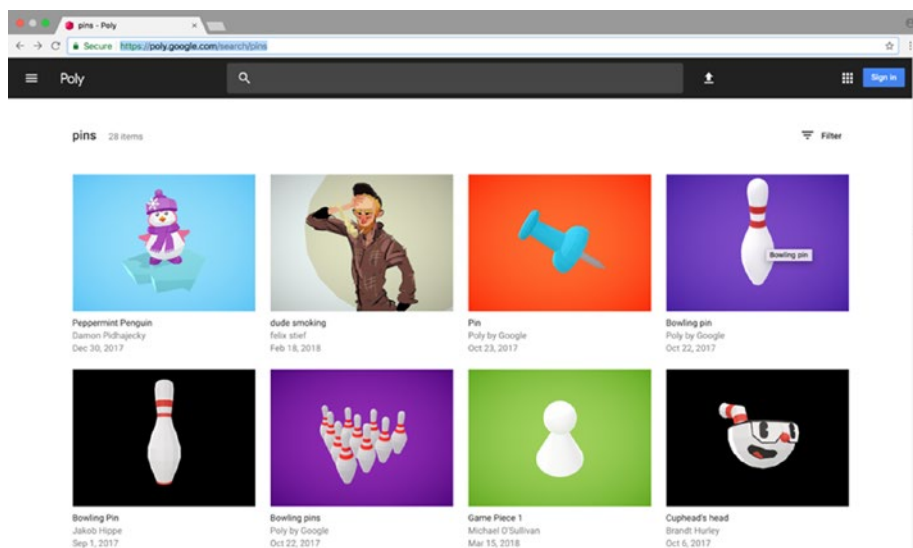 pins - Poly
Secure https://poly.google.com/search/pins
Poly
Sign in
pins 28 items
Filter
Bowling pin
Peppermint Penguin
Damon Pidhajecky
Dec 30, 2017
dude smoking
felix stief
Feb 18, 2018
Pin
Poly by Google
Oct 23, 2017
Bowling pin
Poly by Google
Oct 22, 2017
Bowling Pin
Jakob Hippe
Sep 1, 2017
Bowling pins
Poly by Google
Oct 22, 2017
Game Piece 1
Michael O'Sullivan
Mar 15, 2018
Cuphead's head
Brandt Hurley
Oct 6, 2017